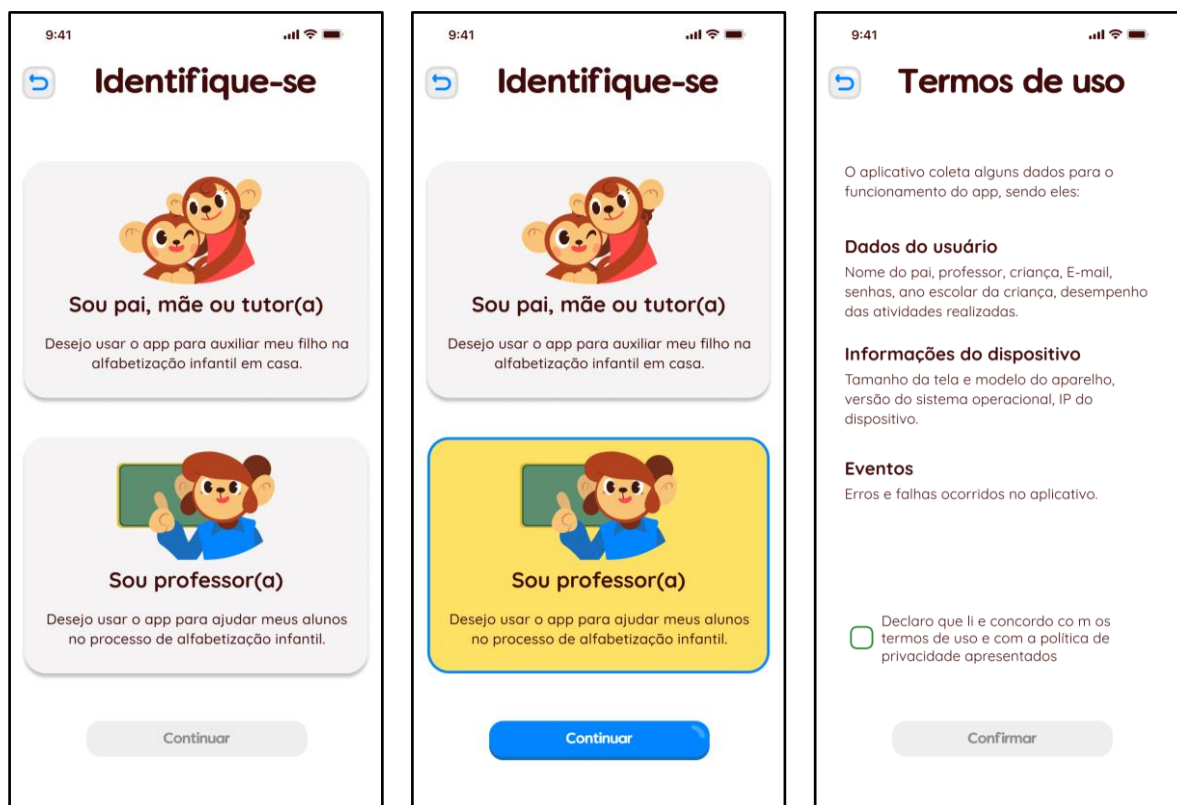 9:41
Identifique-se
Sou pai, mãe ou tutor(a)
Desejo usar o app para auxiliar meu filho na
alfabetização infantil em casa.
Sou professor(a)
Desejo usar o app para ajudar meus alunos
no processo de alfabetização infantil.
Continuar
9:41
Identifique-se
Sou pai, mãe ou tutor(a)
Desejo usar o app para auxiliar meu filho na
alfabetização infantil em casa.
Sou professor(a)
Desejo usar o app para ajudar meus alunos
no processo de alfabetização infantil.
Continuar
9:41
Termos de uso
O aplicativo coleta alguns dados para o
funcionamento do app, sendo eles:
Dados do usuário
Nome do pai, professor, criança, E-mail,
senhas, ano escolar da criança, desempenho
das atividades realizadas.
Informações do dispositivo
Tamanho da tela e modelo do aparelho,
versão do sistema operacional, IP do
dispositivo.
Eventos
Erros e falhas ocorridos no aplicativo.
Declaro que li e concordo co m os
termos de uso e com a política de
privacidade apresentados
Confirmar